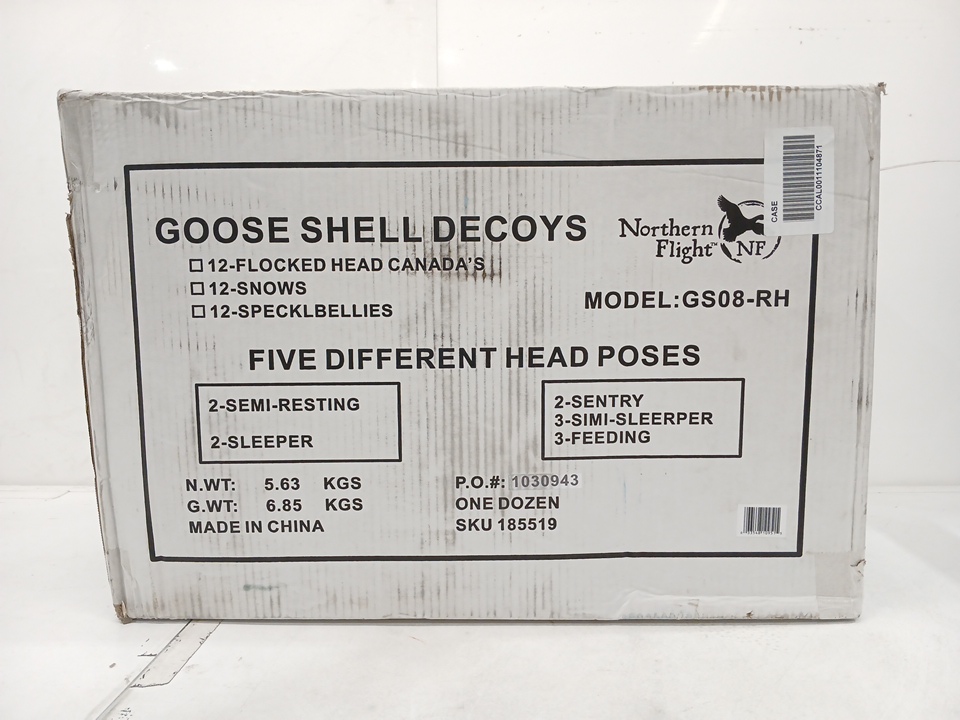 GOOSE SHELL DECOYS
12-FLOCKED HEAD CANADA'S
12-SNOWS
12-SPECKLBELLIES
Northern
Flight™
NF
CASE
CCAL0011104871
MODEL:GS08-RH
FIVE DIFFERENT HEAD POSES
2-SEMI-RESTING
2-SLEEPER
2-SENTRY
3-SIMI-SLEERPER
3-FEEDING
N.WT: 5.63 KGS
G.WT: 6.85 KGS
MADE IN CHINA
P.O.#: 1030943
ONE DOZEN
SKU 185519